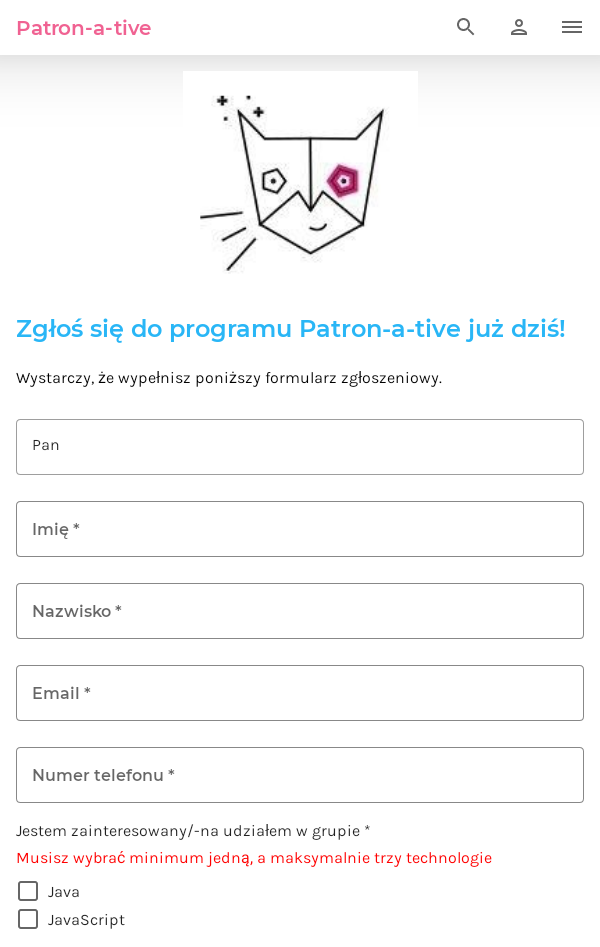 Patron-a-tive
Zgłoś się do programu Patron-a-tive już dziś!
Wystarczy, że wypełnisz poniższy formularz zgłoszeniowy.
Pan
Imię *
Nazwisko *
Email *
Numer telefonu *
Jestem zainteresowany/-na udziałem w grupie *
Musisz wybrać minimum jedną, a maksymalnie trzy technologie
Java
JavaScript